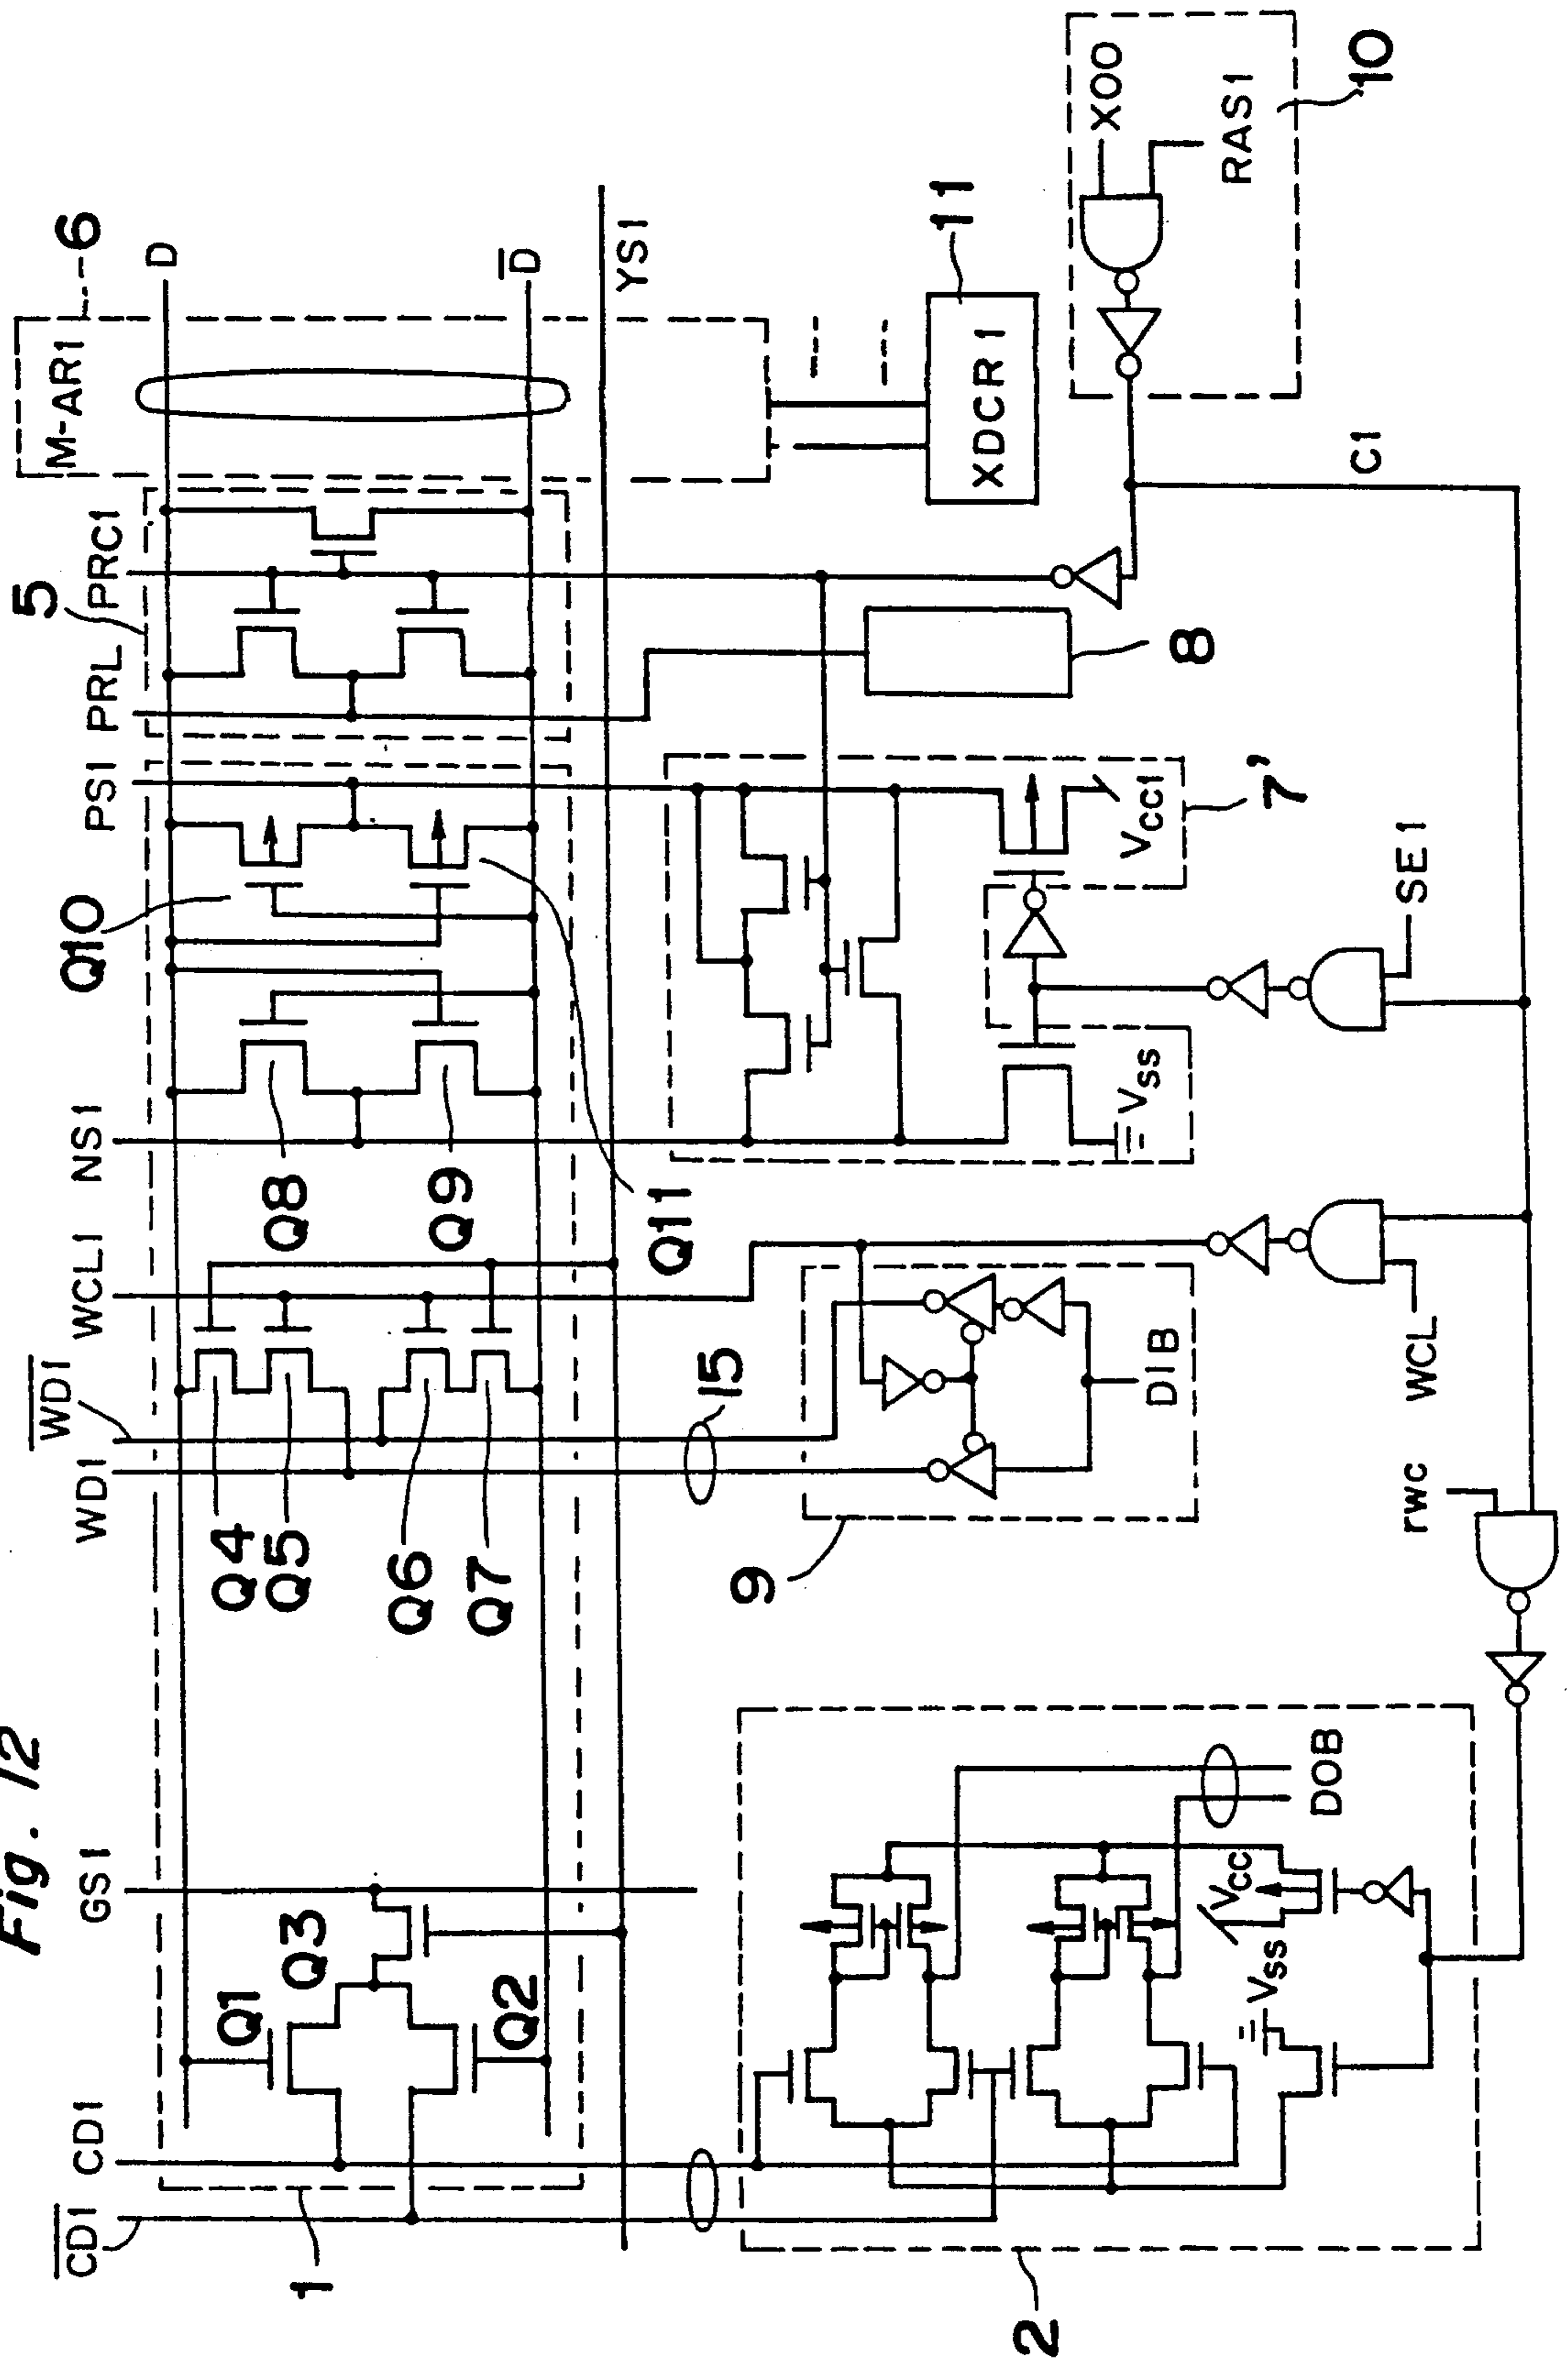 Fig. 12
CD1
CD1
GS1
WD1
WD1
WCL1
NS1
PS1
PRL
PRC1
5
M-AR1
6
D
D
YS1
1
Q1
Q2
Q3
Q4
Q5
Q6
Q7
Q8
Q9
Q10
Q11
15
9
DIB
VSS
VCC1
7'
8
XDCR1
11
X00
RAS1
10
C1
SE1
WCL
rwc
2
VSS
VCC
DOB